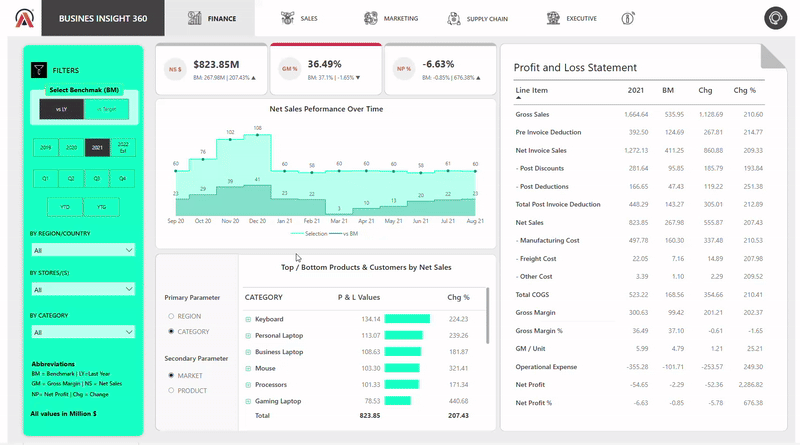 BUSINES INSIGHT 360
FINANCE
SALES
MARKETING
SUPPLY CHAIN
EXECUTIVE
FILTERS
Select Benchmak (BM)
vs LY
vs Target
2019
2020
2021
2022
Est
Q1
Q2
Q3
Q4
YTD
YTG
BY REGION/COUNTRY
All
BY STORES/(S)
All
BY CATEGORY
All
Abbreviations
BM = Benchmark | LY=Last Year
GM = Gross Margin | NS = Net Sales
NP= Net Profit | Chg = Change
All values in Million $
NS $
$823.85M
BM: 267.98M | 207.43% ▲
GM %
36.49%
BM: 37.1% | -1.65% ▼
NP %
-6.63%
BM: -0.85% | 676.38% ▲
Net Sales Peformance Over Time
60 76 102 108 60 58 60 60 60 58 61 60
23 29 39 41 23 22 3 10 13 20 22 23
Sep 20 Oct 20 Nov 20 Dec 20 Jan 21 Feb 21 Mar 21 Apr 21 May 21 Jun 21 Jul 21 Aug 21
Selection vs BM
Top / Bottom Products & Customers by Net Sales
Primary Parameter
REGION
CATEGORY
Secondary Parameter
MARKET
PRODUCT
CATEGORY P & L Values Chg %
Keyboard 134.14 224.23
Personal Laptop 113.07 239.26
Business Laptop 108.63 181.87
Mouse 103.30 321.41
Processors 101.33 171.34
Gaming Laptop 78.53 440.68
Total 823.85 207.43
Profit and Loss Statement
Line Item 2021 BM Chg Chg %
Gross Sales 1,664.64 535.95 1,128.69 210.60
Pre Invoice Deduction 392.50 124.69 267.81 214.77
Net Invoice Sales 1,272.13 411.25 860.88 209.33
- Post Discounts 281.64 95.85 185.79 193.84
- Post Deductions 166.65 47.43 119.22 251.38
Total Post Invoice Deduction 448.29 143.27 305.01 212.89
Net Sales 823.85 267.98 555.87 207.43
- Manufacturing Cost 497.78 160.30 337.48 210.53
- Freight Cost 22.05 7.16 14.89 207.98
- Other Cost 3.39 1.10 2.29 209.52
Total COGS 523.22 168.56 354.66 210.41
Gross Margin 300.63 99.42 201.21 202.37
Gross Margin % 36.49 37.10 -0.61 -1.65
GM / Unit 5.99 4.79 1.21 25.21
Operational Expense -355.28 -101.71 -253.57 249.30
Net Profit -54.65 -2.29 -52.36 2,286.82
Net Profit % -6.63 -0.85 -5.78 676.38